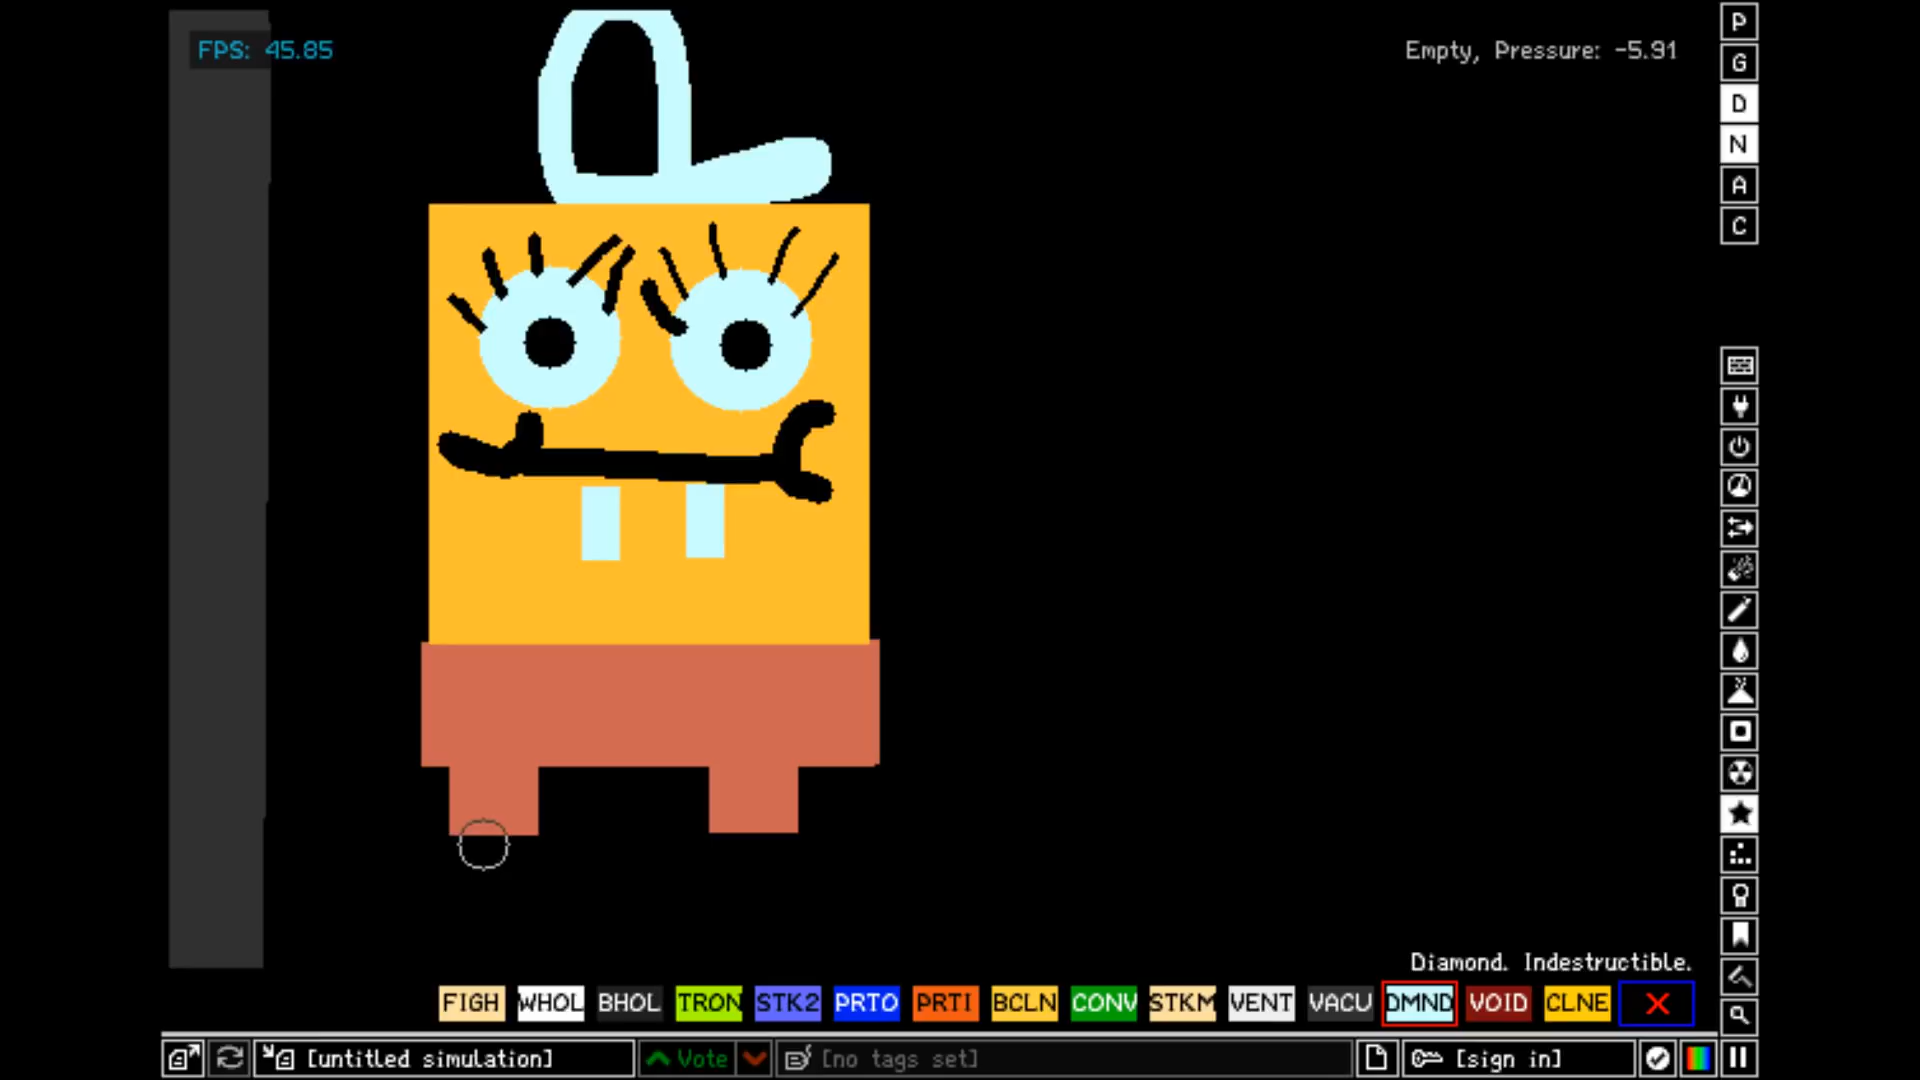 FPS: 45.85
Empty, Pressure: -5.91
P
G
D
N
A
C
Diamond. Indestructible.
FIGH WHOL BHOL TRON STK2 PRTO PRTI BCLN CONV STKM VENT VACU DMND VOID CLNE
[untitled simulation] Vote [no tags set] [sign in]